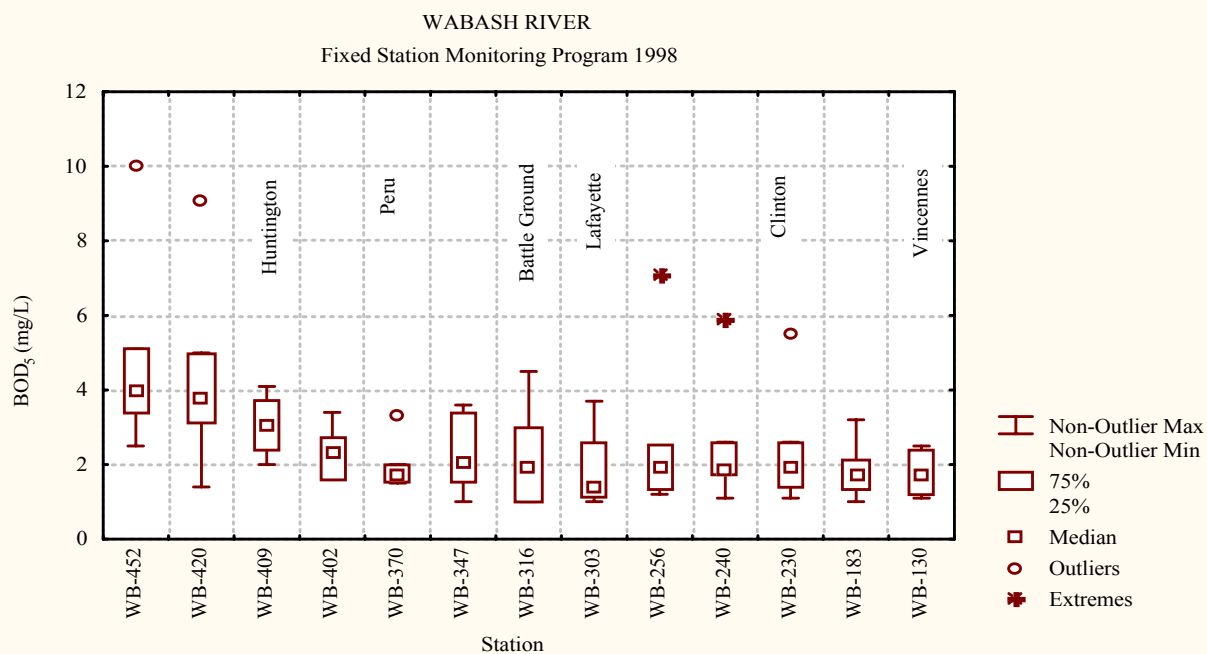 WABASH RIVER
Fixed Station Monitoring Program 1998
12
10
8
6
4
2
0
BOD5 (mg/L)
Huntington
Peru
Battle Ground
Lafayette
Clinton
Vincennes
WB-452
WB-420
WB-409
WB-402
WB-370
WB-347
WB-316
WB-303
WB-256
WB-240
WB-230
WB-183
WB-130
Station
Non-Outlier Max
Non-Outlier Min
75%
25%
Median
Outliers
Extremes